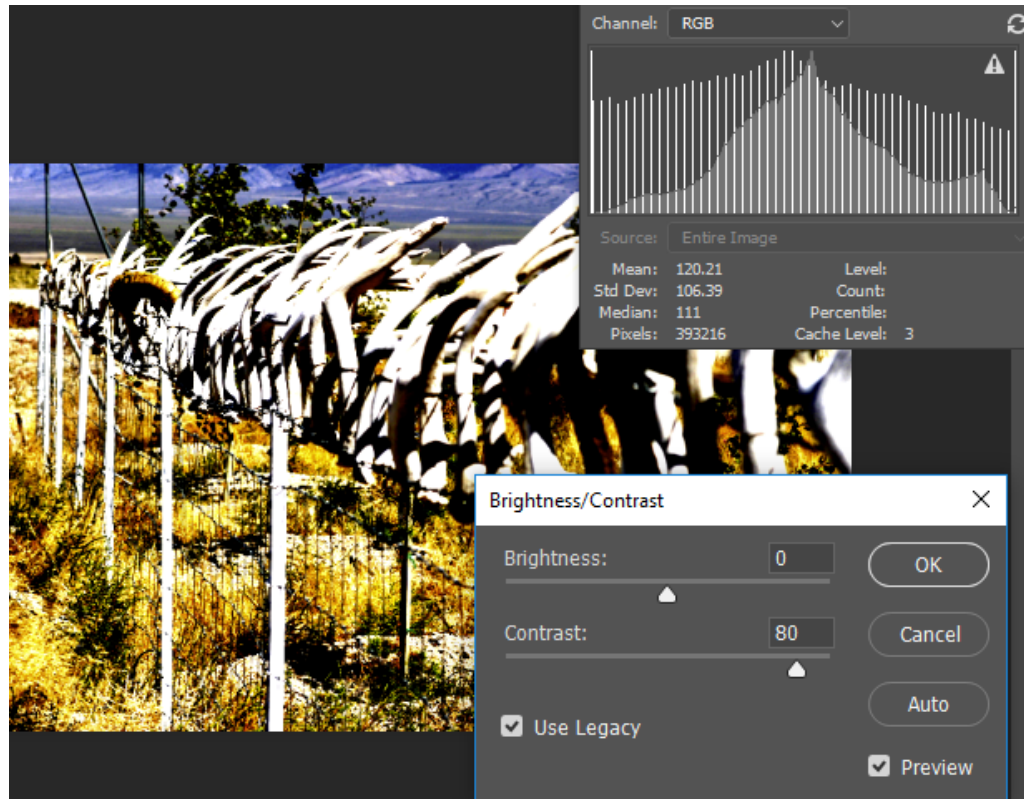 Channel: RGB
Source: Entire Image
Mean: 120.21 Level:
Std Dev: 106.39 Count:
Median: 111 Percentile:
Pixels: 393216 Cache Level: 3
Brightness/Contrast
Brightness: 0
OK
Contrast: 80
Cancel
Auto
Use Legacy
Preview